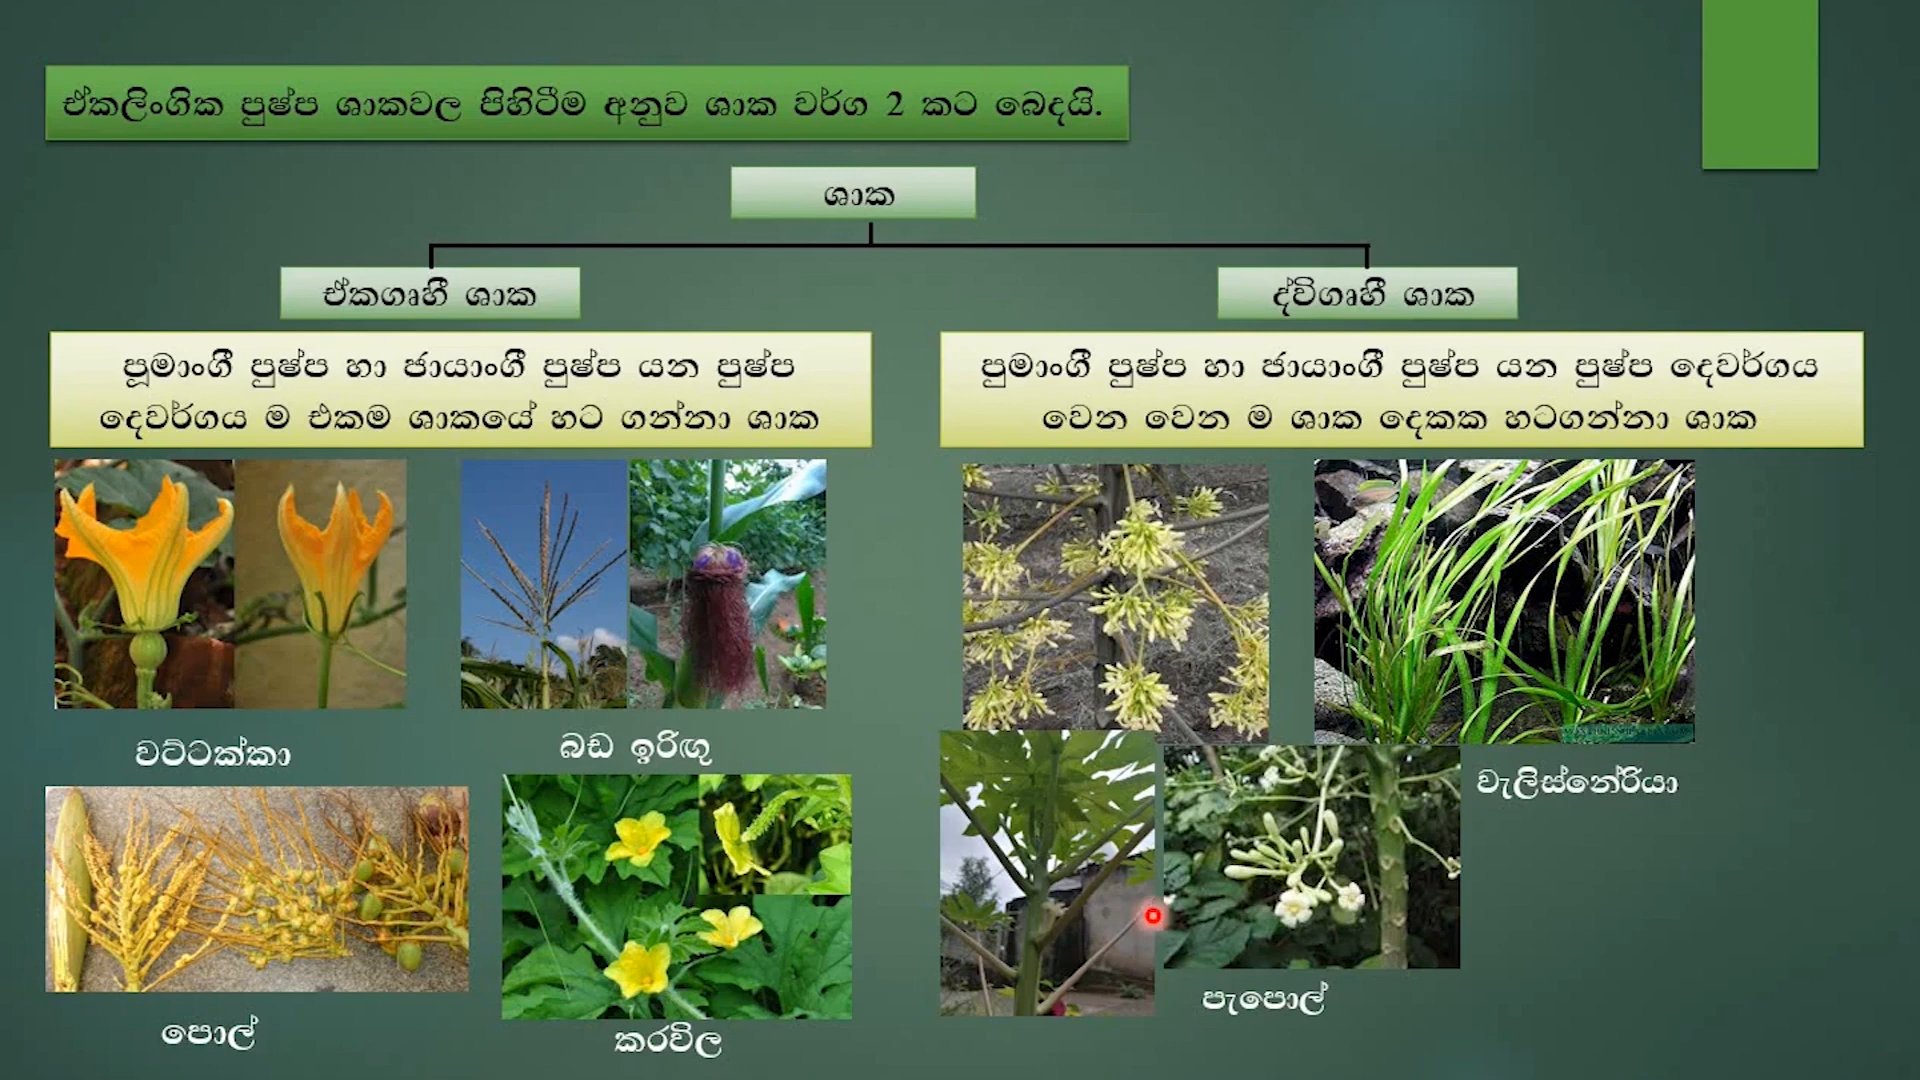 ඒකලිංගික පුෂ්ප ශාකවල පිහිටීම අනුව ශාක වර්ග 2 කට බෙදයි.
ශාක
ඒකගෘහී ශාක
ද්විගෘහී ශාක
පූමාංගී පුෂ්ප හා ජායාංගී පුෂ්ප යන පුෂ්ප
දෙවර්ගය ම එකම ශාකයේ හට ගන්නා ශාක
පුමාංගී පුෂ්ප හා ජායාංගී පුෂ්ප යන පුෂ්ප දෙවර්ගය
වෙන වෙන ම ශාක දෙකක හටගන්නා ශාක
වට්ටක්කා
බඩ ඉරිඟු
වැලිස්නේරියා
පොල්
කරවිල
පැපොල්